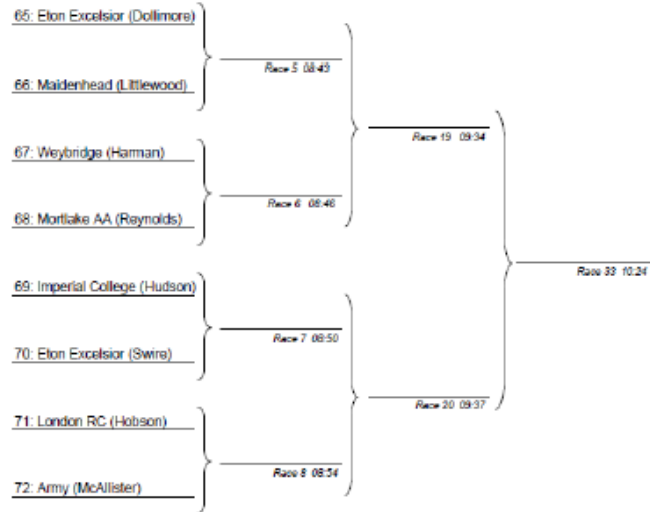 65: Eton Excelsior (Dollimore)
Race 5 08:43
66: Maidenhead (Littlewood)
Race 19 09:34
67: Weybridge (Harman)
Race 6 08:46
68: Mortlake AA (Reynolds)
Race 33 10:24
69: Imperial College (Hudson)
Race 7 08:50
70: Eton Excelsior (Swire)
Race 20 09:37
71: London RC (Hobson)
Race 8 08:54
72: Army (McAllister)